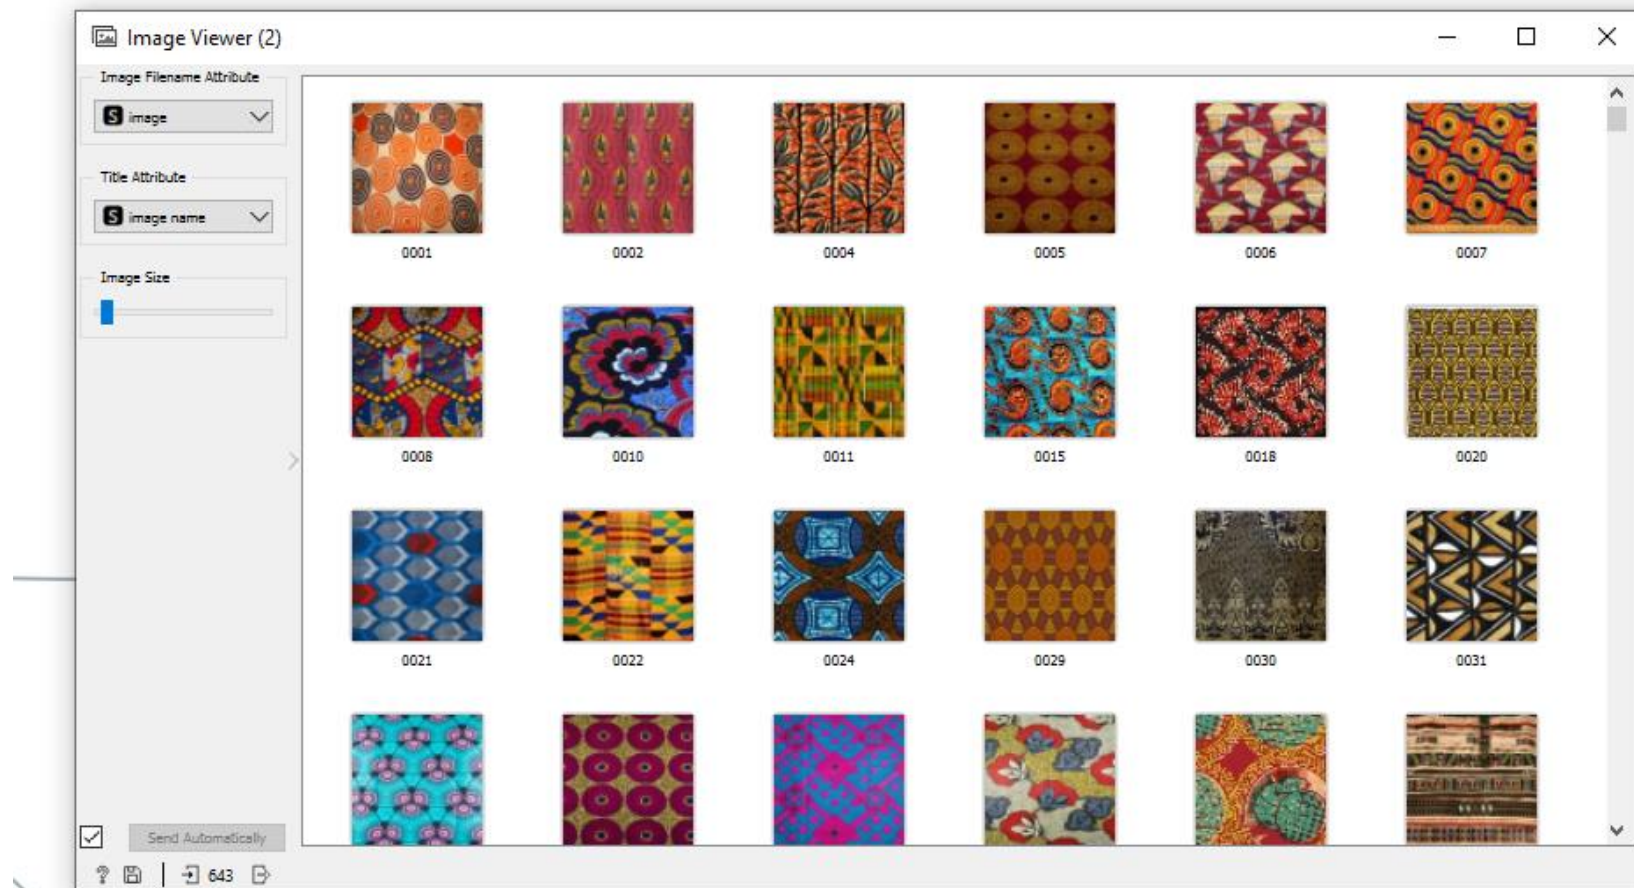 Image Viewer (2)
Image Filename Attribute
S image
Title Attribute
S image name
Image Size
0001 0002 0004 0005 0006 0007
0008 0010 0011 0015 0018 0020
0021 0022 0024 0029 0030 0031
Send Automatically
? 643